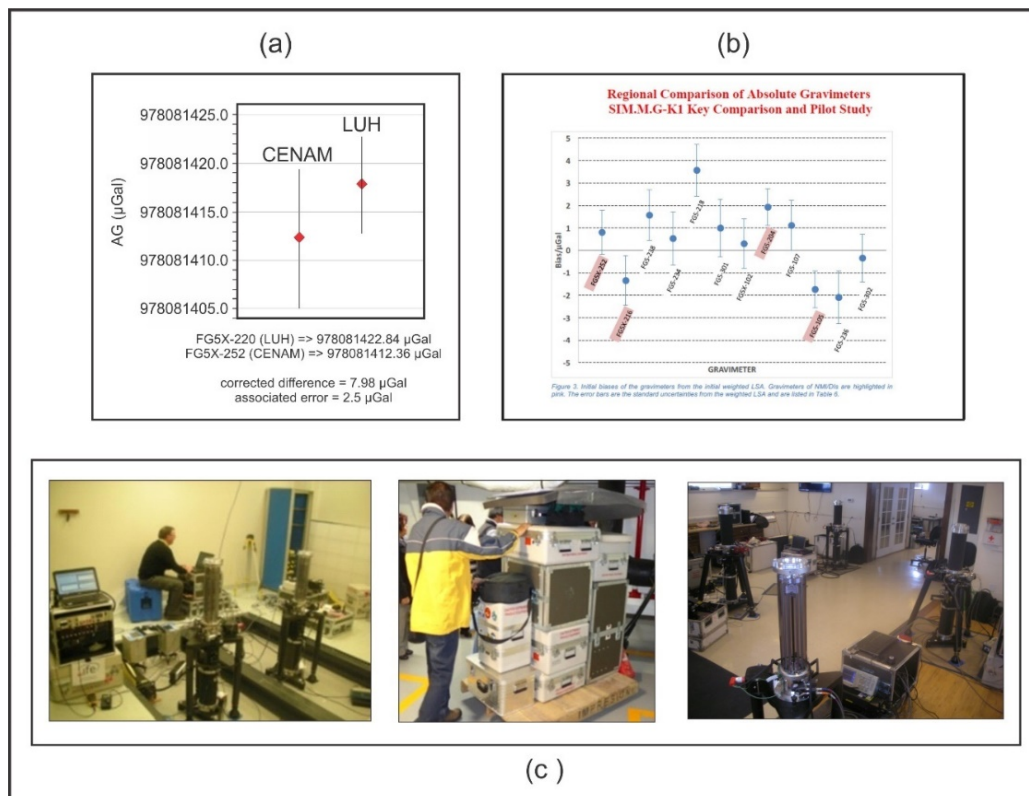 (a)
(b)
978081425.0
978081420.0
978081415.0
978081410.0
978081405.0
AG (µGal)
LUH
CENAM
FG5X-220 (LUH) => 978081422.84 µGal
FG5X-252 (CENAM) => 978081412.36 µGal
corrected difference = 7.98 µGal
associated error = 2.5 µGal
Regional Comparison of Absolute Gravimeters
SIM.M.G-K1 Key Comparison and Pilot Study
5
4
3
2
1
0
-1
-2
-3
-4
-5
Bias/µGal
FG5X-252
FG5X-216
FG5-234
FG5-301
FG5X-102
FG5-204
FG5-107
FG5-105
FG5-236
FG5-302
GRAVIMETER
Figure 3. Initial biases of the gravimeters from the initial weighted LSA. Gravimeters of NMI/DIs are highlighted in
pink. The error bars are the standard uncertainties from the weighted LSA and are listed in Table 6.
Life
(c )